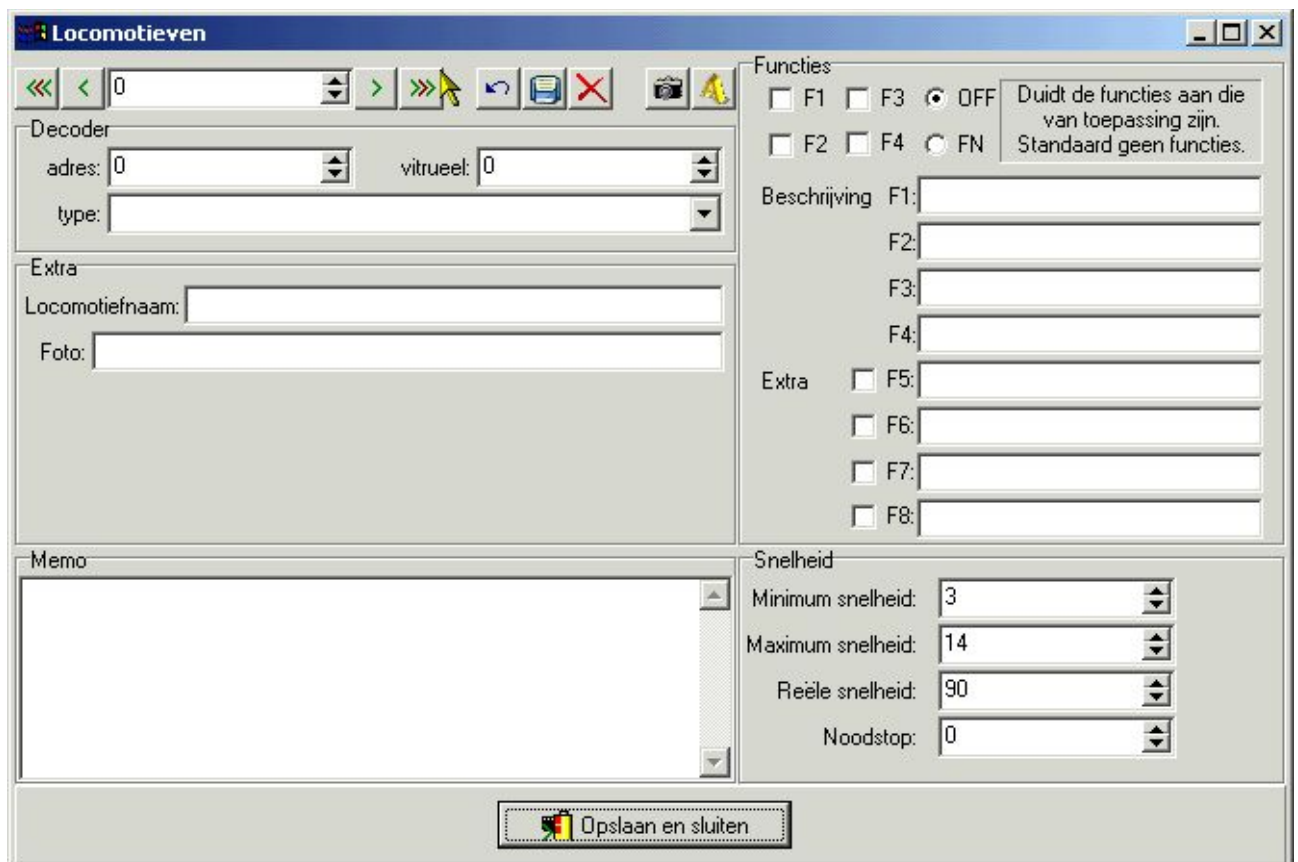 Locomotieven
0
Decoder
adres: 0 vitrueel: 0
type:
Extra
Locomotiefnaam:
Foto:
Memo
Functies
F1 F3 OFF
F2 F4 FN
Duidt de functies aan die
van toepassing zijn.
Standaard geen functies.
Beschrijving F1:
F2:
F3:
F4:
Extra F5:
F6:
F7:
F8:
Snelheid
Minimum snelheid: 3
Maximum snelheid: 14
Reële snelheid: 90
Noodstop: 0
Opslaan en sluiten